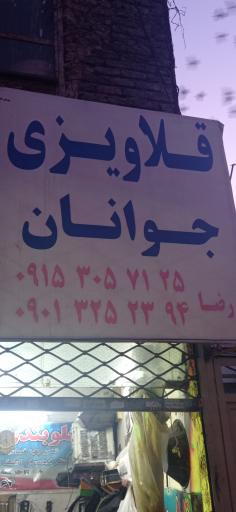 قلاویزی
جوانان
۰۹۱۵ ۳۰۵ ۷۱ ۲۵
رضا
۰۹۰۱ ۳۲۵ ۲۳ ۹۴